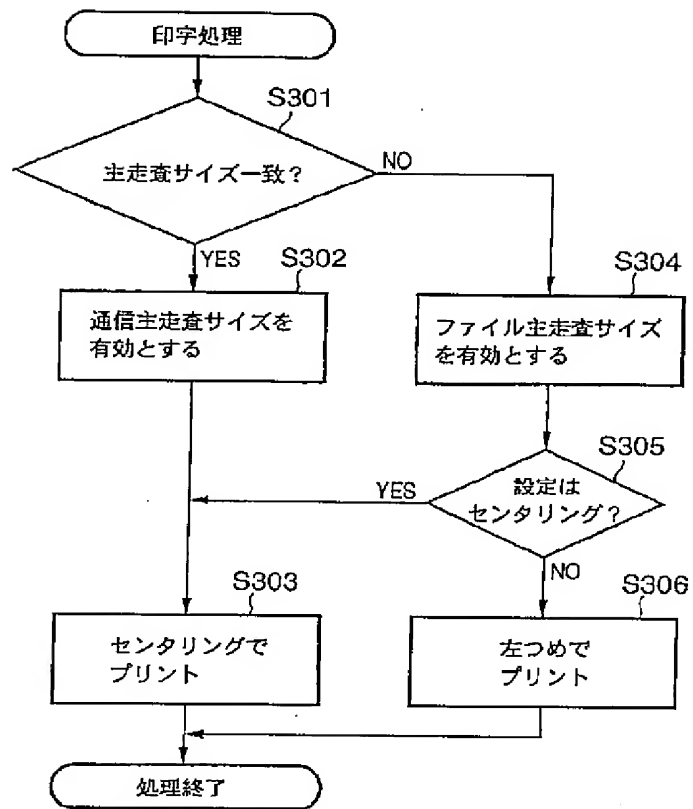 印字処理
S301
主走査サイズ一致?
NO
YES
S302
通信主走査サイズを
有効とする
S304
ファイル主走査サイズ
を有効とする
S305
設定は
センタリング?
YES
NO
S303
センタリングで
プリント
S306
左つめで
プリント
処理終了